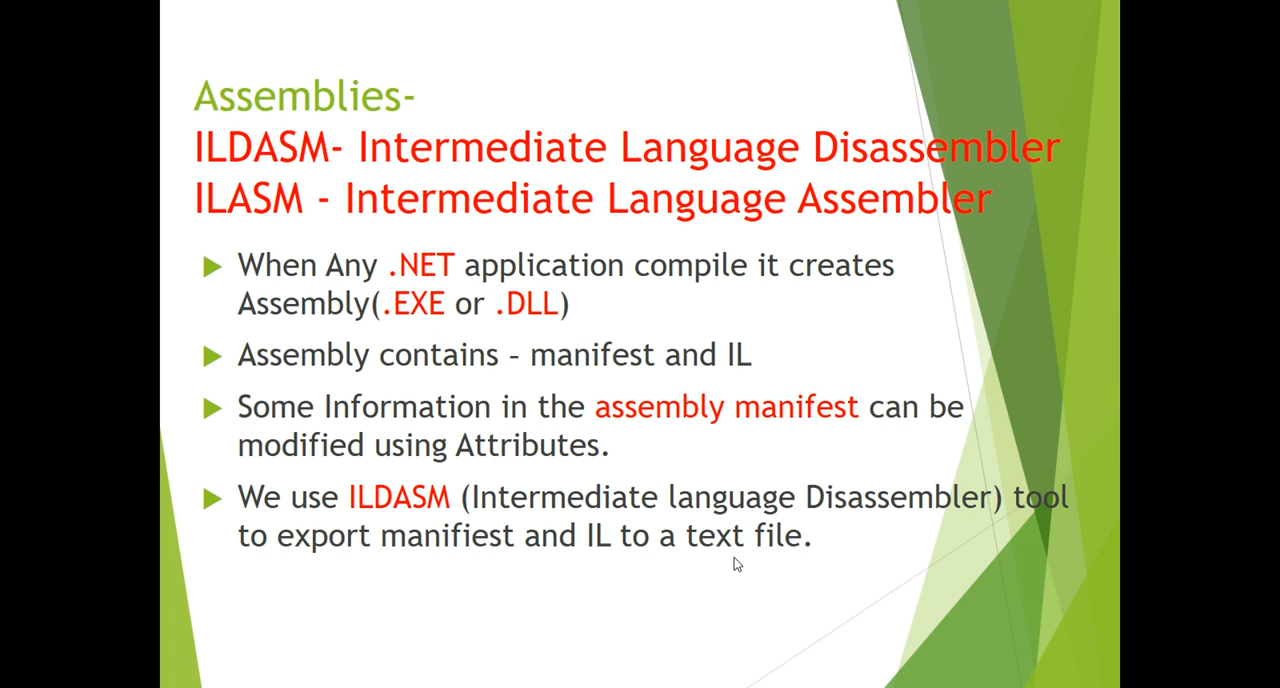 Assemblies-
ILDASM- Intermediate Language Disassembler
ILASM - Intermediate Language Assembler
When Any .NET application compile it creates
Assembly(.EXE or .DLL)
Assembly contains – manifest and IL
Some Information in the assembly manifest can be
modified using Attributes.
We use ILDASM (Intermediate language Disassembler) tool
to export manifiest and IL to a text file.